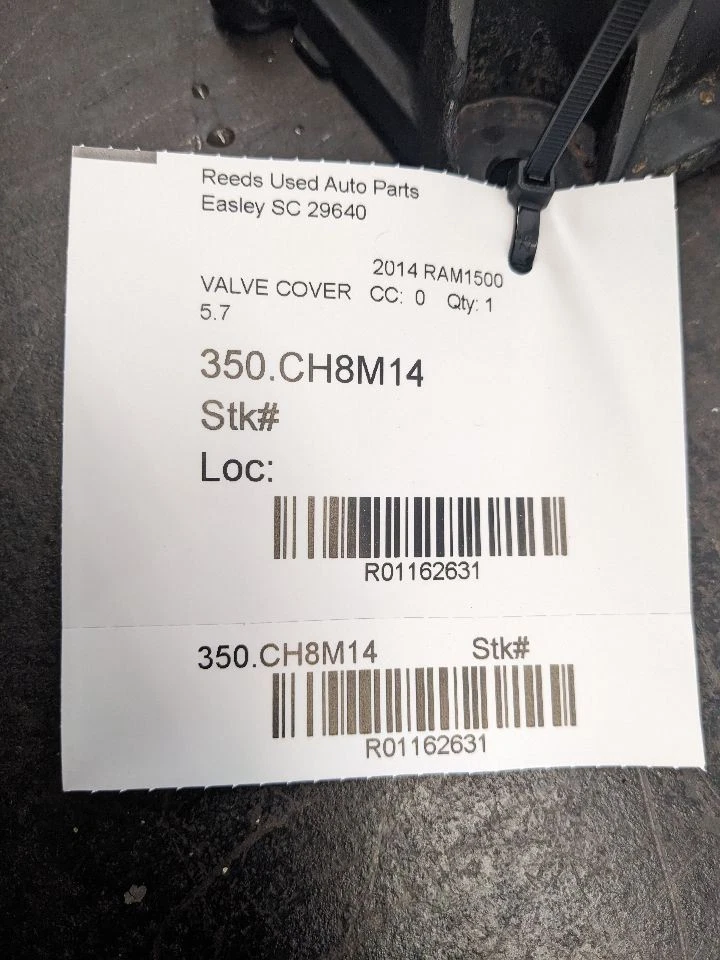 Reeds Used Auto Parts
Easley SC 29640
2014 RAM1500
VALVE COVER CC: 0 Qty: 1
5.7
350.CH8M14
Stk#
Loc:
R01162631
350.CH8M14 Stk#
R01162631